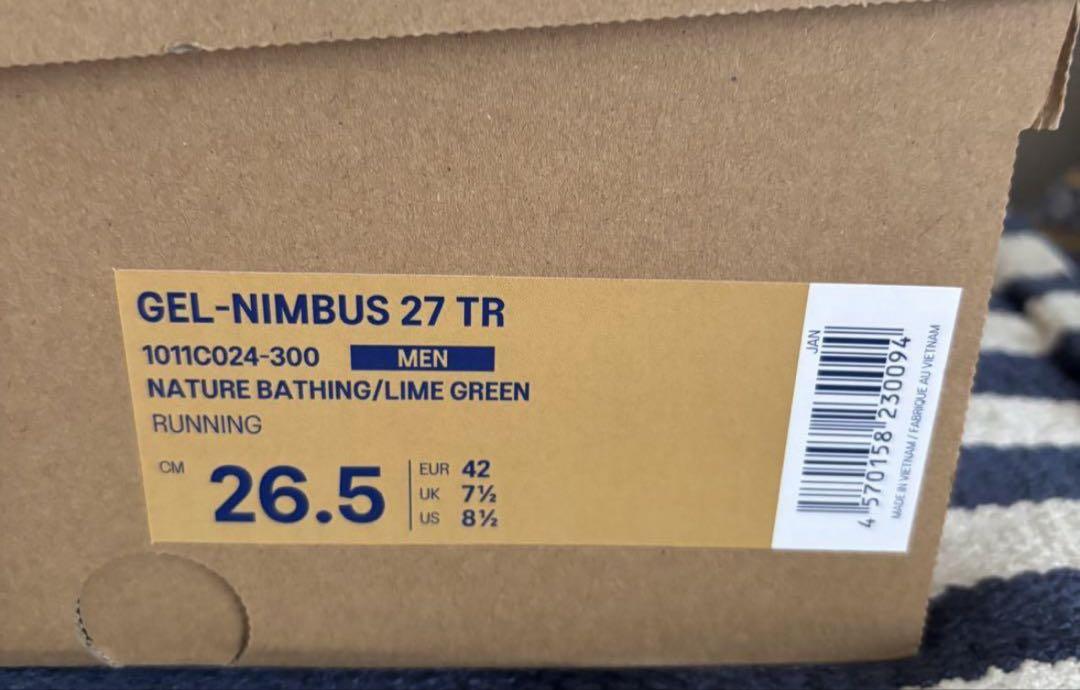 GEL-NIMBUS 27 TR
1011C024-300 MEN
NATURE BATHING/LIME GREEN
RUNNING
CM 26.5
EUR 42
UK 7½
US 8½
JAN
4 570158 230094
MADE IN VIETNAM / FABRIQUE AU VIETNAM